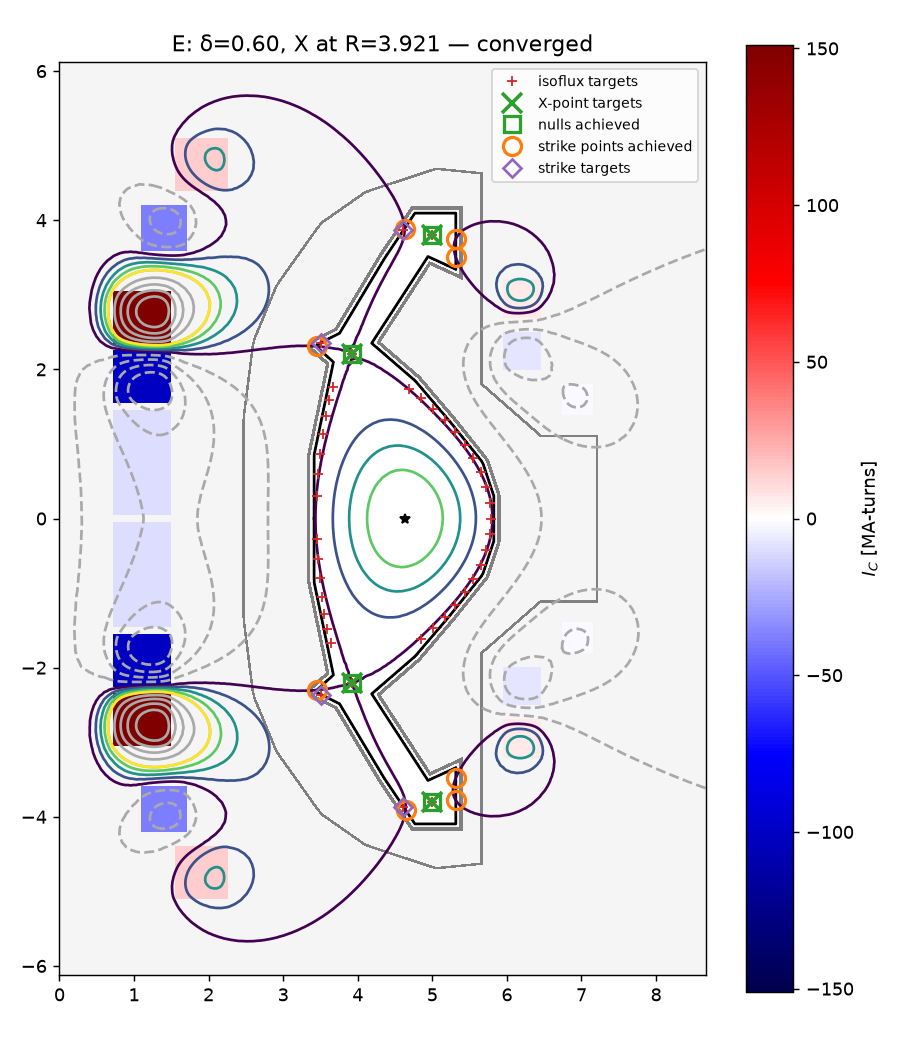 E: δ=0.60, X at R=3.921 — converged
isoflux targets
X-point targets
nulls achieved
strike points achieved
strike targets
6
4
2
0
−2
−4
−6
0 1 2 3 4 5 6 7 8
150
100
50
0
−50
−100
−150
I_C [MA-turns]